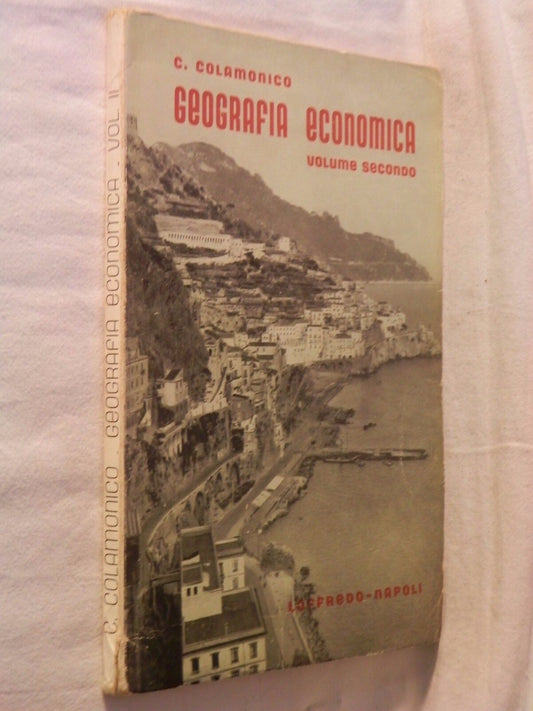 C. COLAMONICO
GEOGRAFIA ECONOMICA
VOLUME SECONDO
LOFFREDO-NAPOLI
C. COLAMONICO GEOGRAFIA ECONOMICA . VOL. II